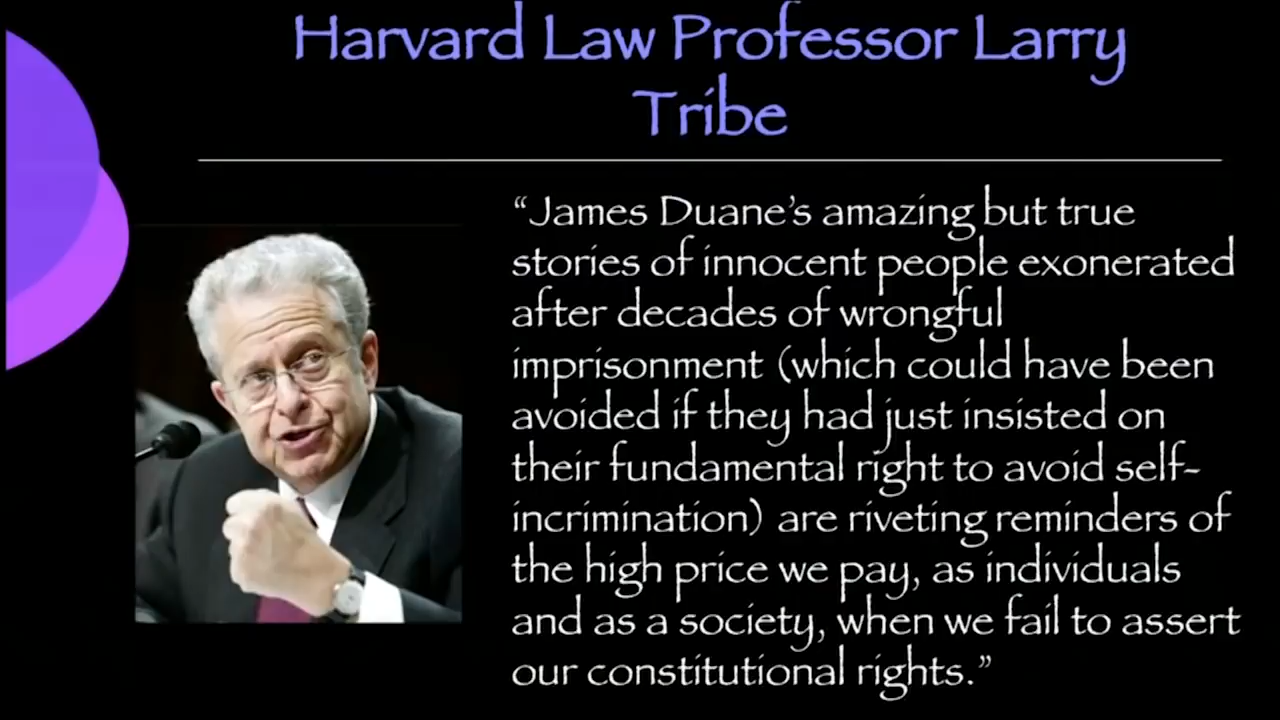 Harvard Law Professor Larry
Tribe
“James Duane’s amazing but true
stories of innocent people exonerated
after decades of wrongful
imprisonment (which could have been
avoided if they had just insisted on
their fundamental right to avoid self-
incrimination) are riveting reminders of
the high price we pay, as individuals
and as a society, when we fail to assert
our constitutional rights.”